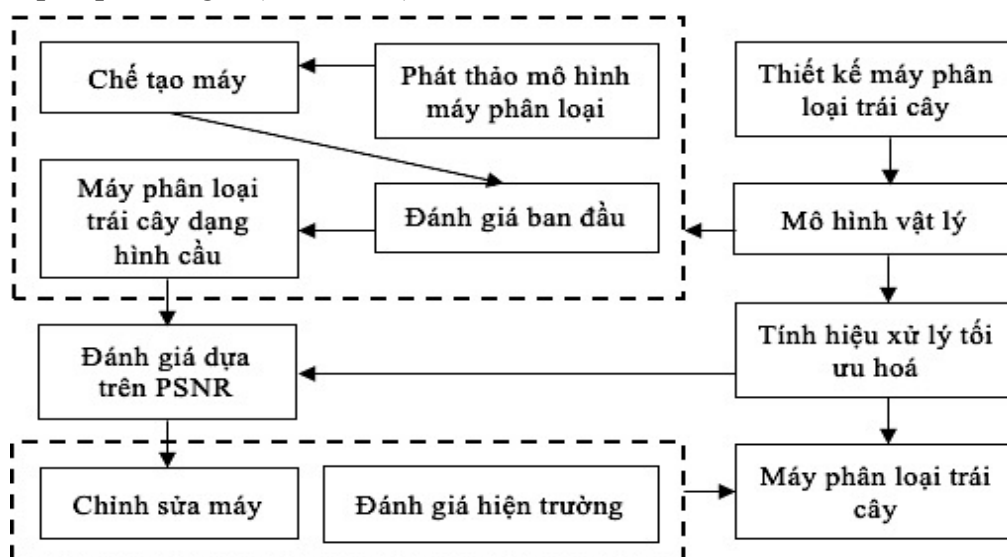 Chế tạo máy
Phát thảo mô hình
máy phân loại
Thiết kế máy phân
loại trái cây
Máy phân loại
trái cây dạng
hình cầu
Đánh giá ban đầu
Mô hình vật lý
Đánh giá dựa
trên PSNR
Tính hiệu xử lý tối
ưu hoá
Chỉnh sửa máy
Đánh giá hiện trường
Máy phân loại trái
cây